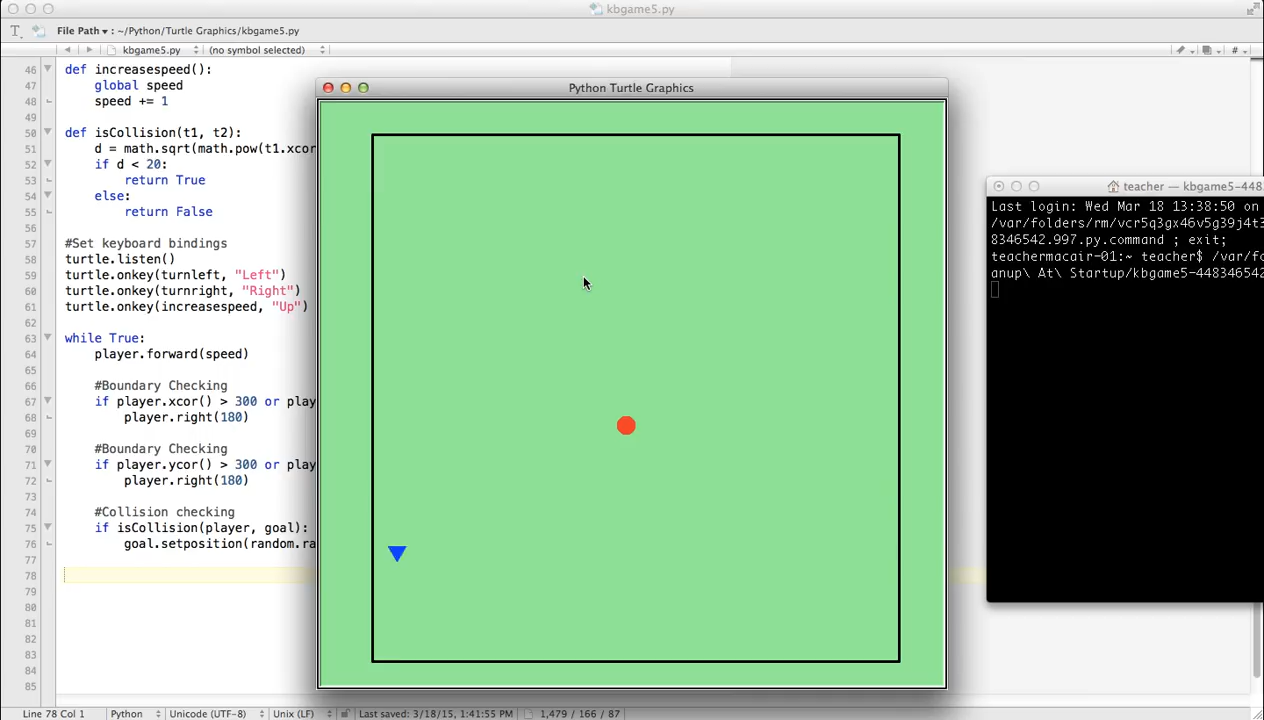 kbgame5.py
File Path ▾ : ~/Python/Turtle Graphics/kbgame5.py
kbgame5.py (no symbol selected) #
46 def increasespeed():
47 global speed
48 speed += 1
49
50 def isCollision(t1, t2):
51 d = math.sqrt(math.pow(t1.xcor
52 if d < 20:
53 return True
54 else:
55 return False
56
57 #Set keyboard bindings
58 turtle.listen()
59 turtle.onkey(turnleft, "Left")
60 turtle.onkey(turnright, "Right")
61 turtle.onkey(increasespeed, "Up")
62
63 while True:
64 player.forward(speed)
65
66 #Boundary Checking
67 if player.xcor() > 300 or play
68 player.right(180)
69
70 #Boundary Checking
71 if player.ycor() > 300 or play
72 player.right(180)
73
74 #Collision checking
75 if isCollision(player, goal):
76 goal.setposition(random.ra
77
78
79
80
81
82
83
84
85
Python Turtle Graphics
teacher — kbgame5-448
Last login: Wed Mar 18 13:38:50 on
/var/folders/rm/vcr5q3gx46v5g39j4t3
8346542.997.py.command ; exit;
teachermacair-01:~ teacher$ /var/fo
anup\ At\ Startup/kbgame5-448346542
Line 78 Col 1 Python Unicode (UTF-8) Unix (LF) Last saved: 3/18/15, 1:41:55 PM 1,479 / 166 / 87